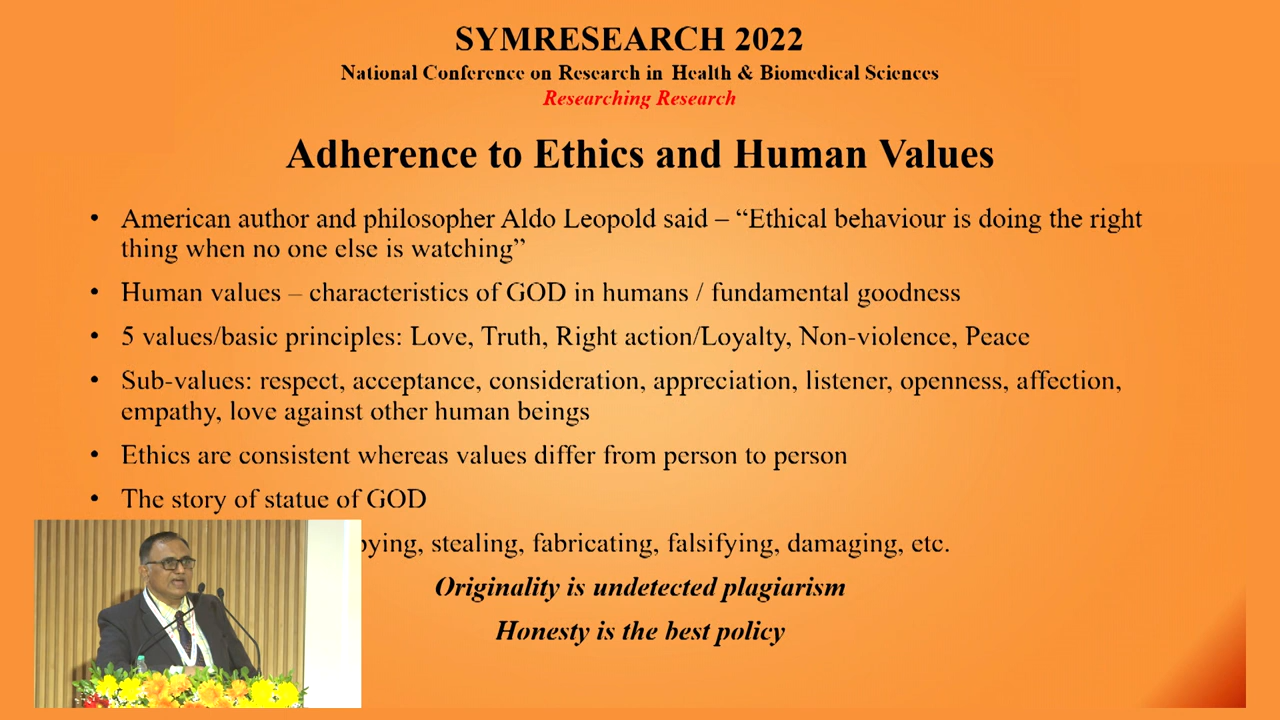 SYMRESEARCH 2022
National Conference on Research in Health & Biomedical Sciences
Researching Research
Adherence to Ethics and Human Values
• American author and philosopher Aldo Leopold said – “Ethical behaviour is doing the right
thing when no one else is watching”
• Human values – characteristics of GOD in humans / fundamental goodness
• 5 values/basic principles: Love, Truth, Right action/Loyalty, Non-violence, Peace
• Sub-values: respect, acceptance, consideration, appreciation, listener, openness, affection,
empathy, love against other human beings
• Ethics are consistent whereas values differ from person to person
• The story of statue of GOD
stealing, fabricating, falsifying, damaging, etc.
Originality is undetected plagiarism
Honesty is the best policy